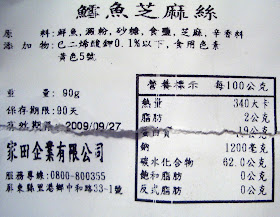 鱈魚芝麻絲
原料：鮮魚，澱粉，砂糖，食鹽，芝麻，辛香料
添加物：已二烯酸鉀0.1%以下，食用色素
黃色5號
重量：90g
保存期限：90天
有效期限：2009/09/27
家田企業有限公司
服務專線：0800-800355
屏東縣里港鄉中和路33-1號
營養標示 每100公克
熱量 340大卡
脂肪 2公克
蛋白質 19公克
鈉 1200毫克
碳水化合物 62.0公克
飽和脂肪 0公克
反式脂肪 0公克